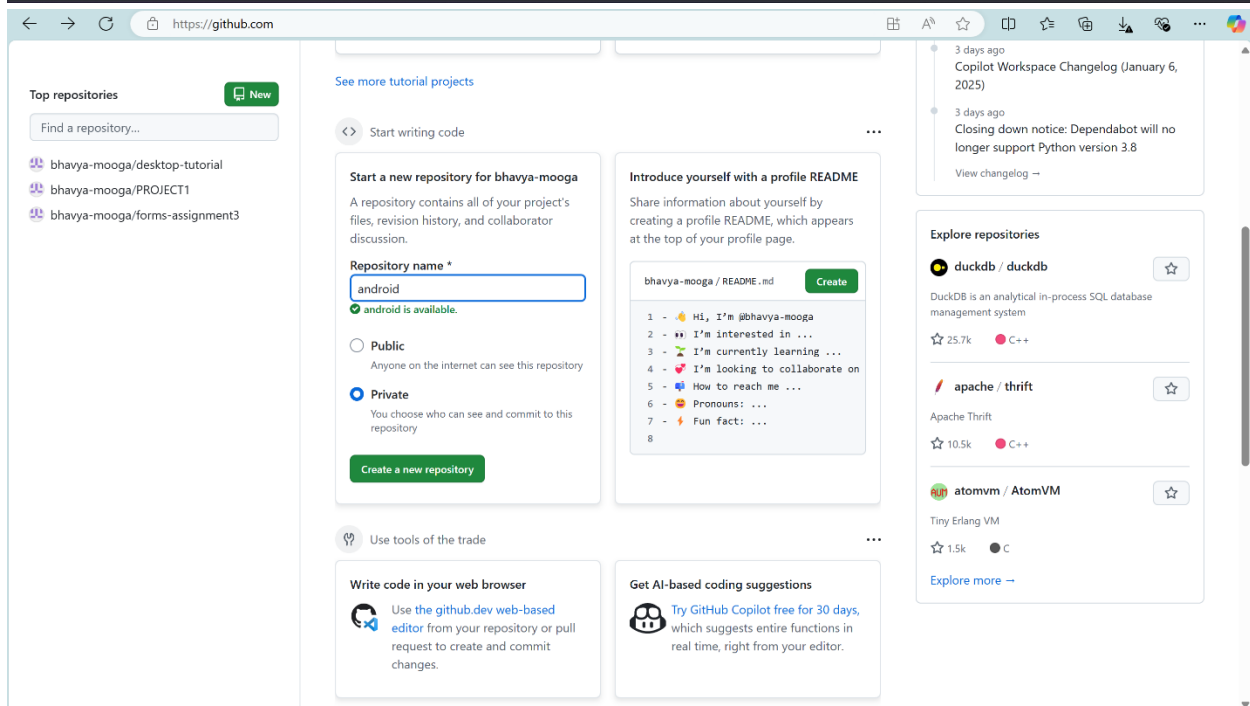 https://github.com
Top repositories
New
Find a repository...
bhavya-mooga/desktop-tutorial
bhavya-mooga/PROJECT1
bhavya-mooga/forms-assignment3
See more tutorial projects
Start writing code
Start a new repository for bhavya-mooga
A repository contains all of your project's
files, revision history, and collaborator
discussion.
Repository name *
android
android is available.
Public
Anyone on the internet can see this repository
Private
You choose who can see and commit to this
repository
Create a new repository
Introduce yourself with a profile README
Share information about yourself by
creating a profile README, which appears
at the top of your profile page.
bhavya-mooga / README.md
Create
1 - 👋 Hi, I'm @bhavya-mooga
2 - 👀 I'm interested in ...
3 - 🌱 I'm currently learning ...
4 - 💞️ I'm looking to collaborate on
5 - 📫 How to reach me ...
6 - 😄 Pronouns: ...
7 - ⚡ Fun fact: ...
8
Use tools of the trade
Write code in your web browser
Use the github.dev web-based
editor from your repository or pull
request to create and commit
changes.
Get AI-based coding suggestions
Try GitHub Copilot free for 30 days,
which suggests entire functions in
real time, right from your editor.
3 days ago
Copilot Workspace Changelog (January 6,
2025)
3 days ago
Closing down notice: Dependabot will no
longer support Python version 3.8
View changelog →
Explore repositories
duckdb / duckdb
DuckDB is an analytical in-process SQL database
management system
25.7k C++
apache / thrift
Apache Thrift
10.5k C++
atomvm / AtomVM
Tiny Erlang VM
1.5k C
Explore more →